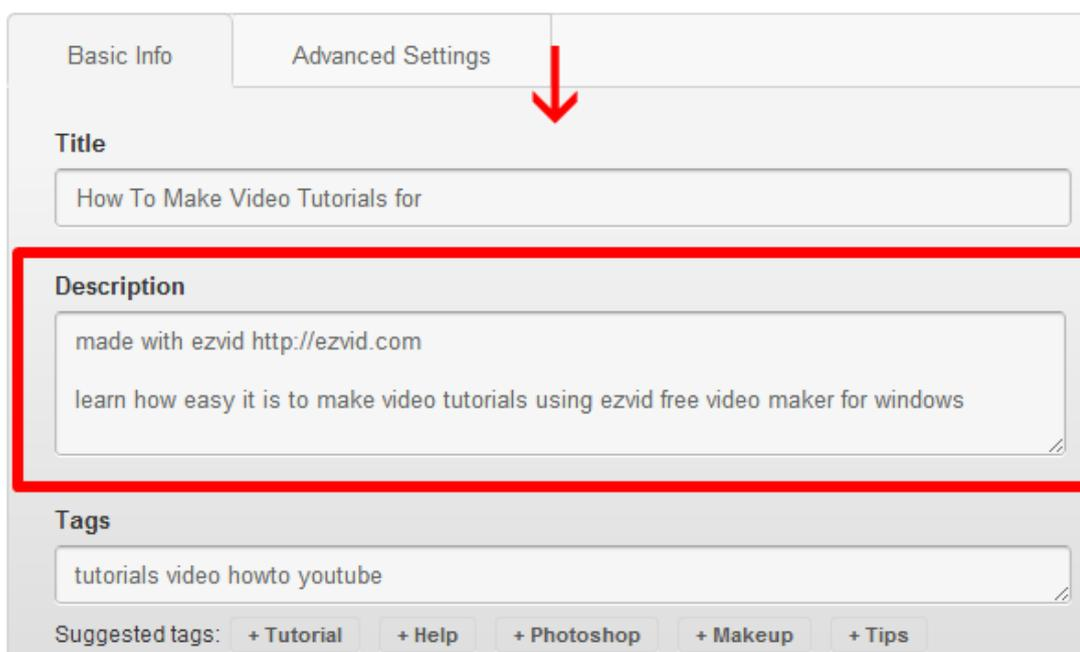 Basic Info Advanced Settings
Title
How To Make Video Tutorials for
Description
made with ezvid http://ezvid.com
learn how easy it is to make video tutorials using ezvid free video maker for windows
Tags
tutorials video howto youtube
Suggested tags: + Tutorial + Help + Photoshop + Makeup + Tips